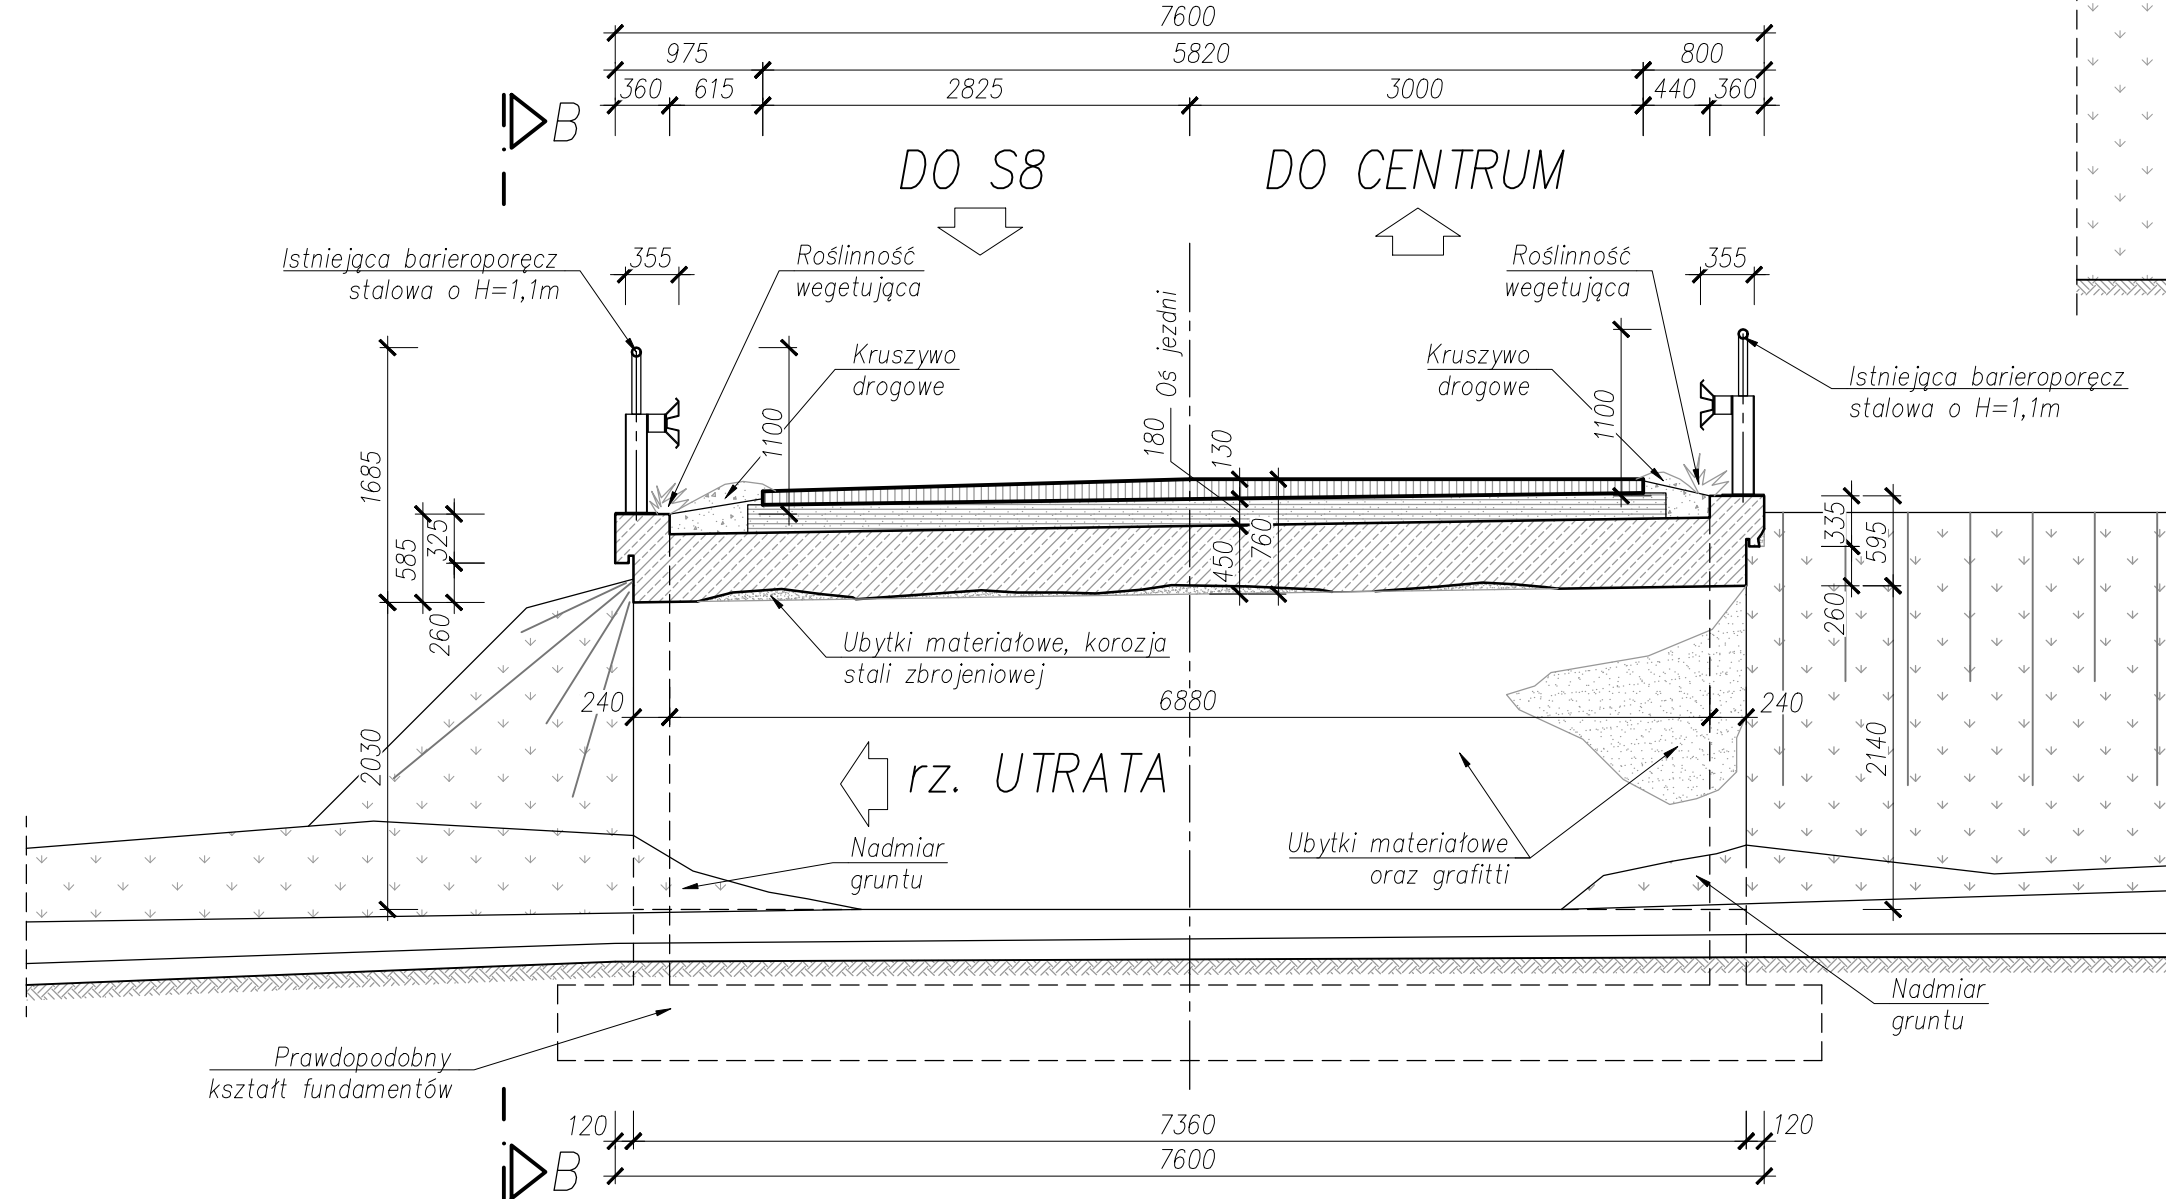 7600
975 5820 800
360 615 2825 3000 440 360
B
DO S8 DO CENTRUM
Istniejąca barieroporęcz
stalowa o H=1,1m
355
Roślinność
wegetująca
Oś jezdni
Roślinność
wegetująca
355
Kruszywo
drogowe
Kruszywo
drogowe
Istniejąca barieroporęcz
stalowa o H=1,1m
1685
1100
180
130
1100
585
325
260
450
760
335
595
260
Ubytki materiałowe, korozja
stali zbrojeniowej
240 6880 240
2030
rz. UTRATA
2140
Nadmiar
gruntu
Ubytki materiałowe
oraz grafitti
Nadmiar
gruntu
Prawdopodobny
kształt fundamentów
120 7360 120
7600
B